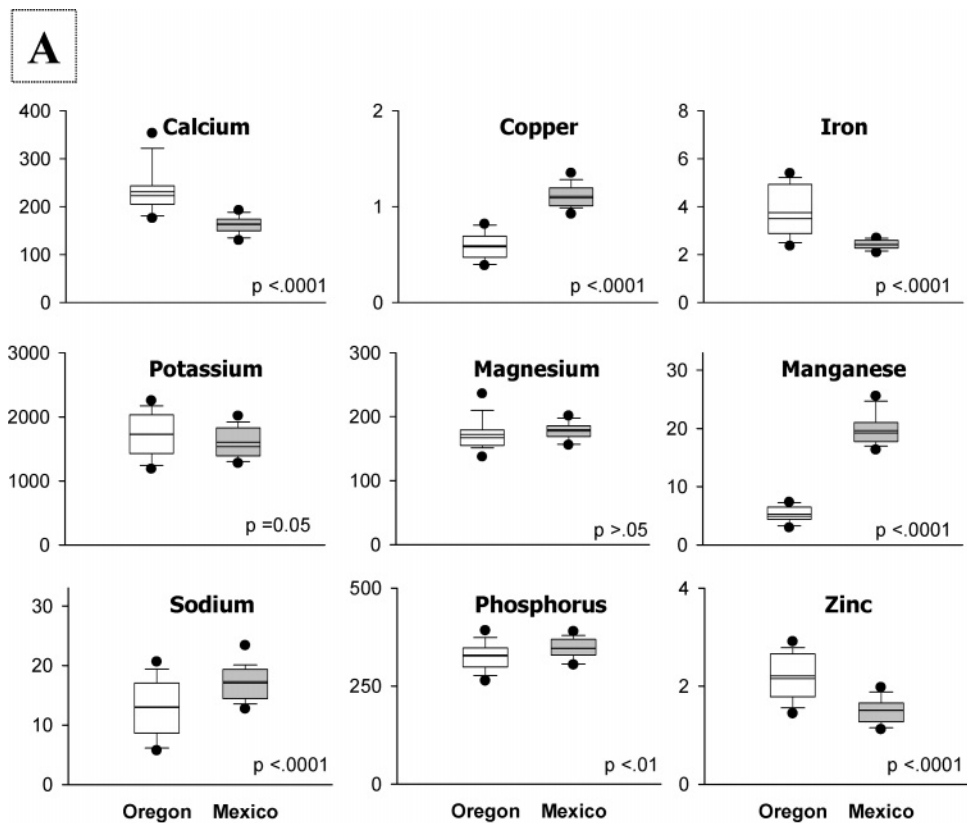 A
Calcium
400
300
200
100
0
p <.0001
Copper
2
1
0
p <.0001
Iron
8
6
4
2
0
p <.0001
Potassium
3000
2000
1000
0
p =0.05
Magnesium
300
200
100
0
p >.05
Manganese
30
20
10
0
p <.0001
Sodium
30
20
10
0
p <.0001
Oregon Mexico
Phosphorus
500
250
0
p <.01
Oregon Mexico
Zinc
4
2
0
p <.0001
Oregon Mexico